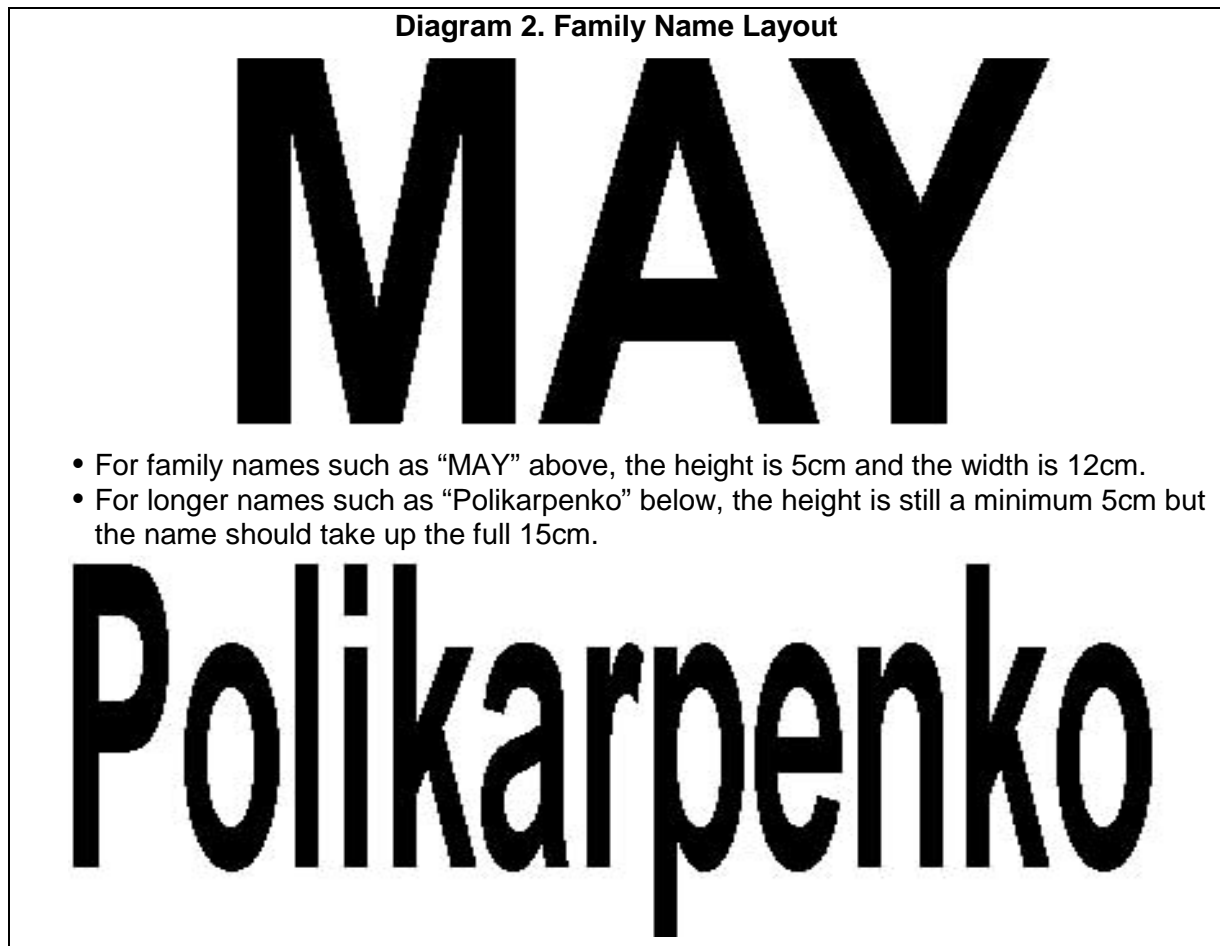 Diagram 2. Family Name Layout
MAY
• For family names such as “MAY” above, the height is 5cm and the width is 12cm.
• For longer names such as “Polikarpenko” below, the height is still a minimum 5cm but
the name should take up the full 15cm.
Polikarpenko